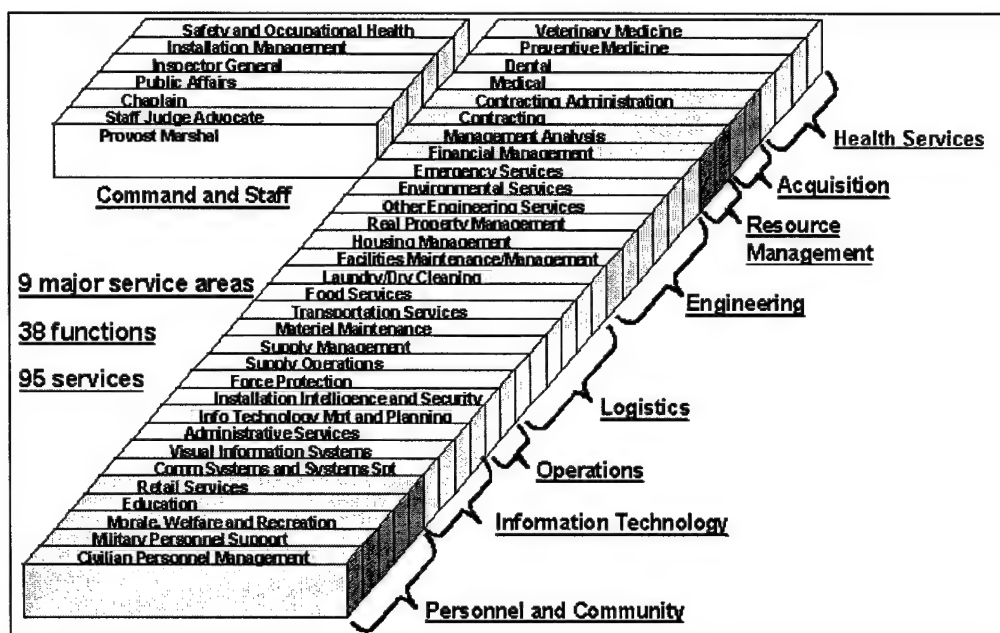 Safety and Occupational Health
Installation Management
Inspector General
Public Affairs
Chaplain
Staff Judge Advocate
Provost Marshal
Command and Staff
9 major service areas
38 functions
95 services
Veterinary Medicine
Preventive Medicine
Dental
Medical
Contracting Administration
Contracting
Management Analysis
Financial Management
Emergency Services
Environmental Services
Other Engineering Services
Real Property Management
Housing Management
Facilities Maintenance/Management
Laundry/Dry Cleaning
Food Services
Transportation Services
Materiel Maintenance
Supply Management
Supply Operations
Force Protection
Installation Intelligence and Security
Info Technology Mgt and Planning
Administrative Services
Visual Information Systems
Comm Systems and Systems Spt
Retail Services
Education
Morale, Welfare and Recreation
Military Personnel Support
Civilian Personnel Management
Health Services
Acquisition
Resource
Management
Engineering
Logistics
Operations
Information Technology
Personnel and Community